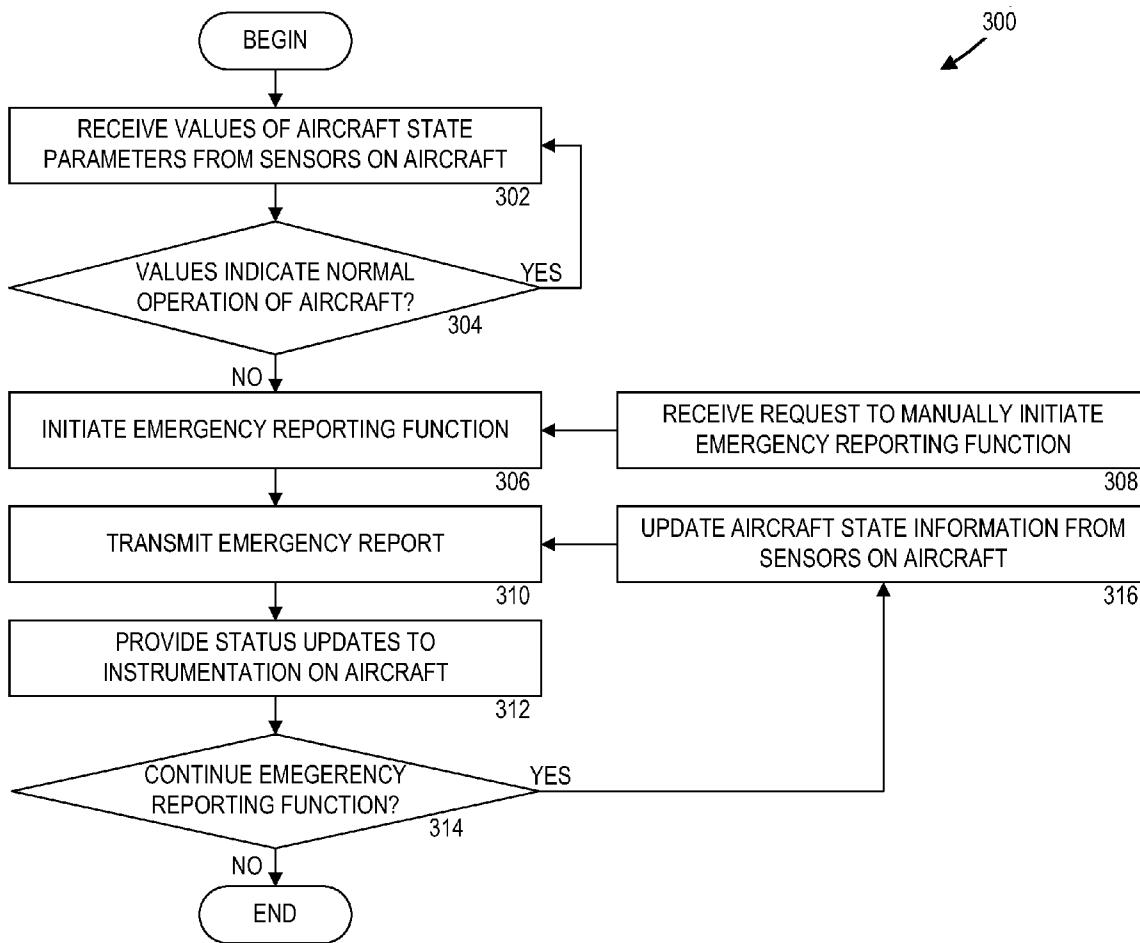 BEGIN
300
RECEIVE VALUES OF AIRCRAFT STATE
PARAMETERS FROM SENSORS ON AIRCRAFT
302
VALUES INDICATE NORMAL
OPERATION OF AIRCRAFT?
YES
304
NO
INITIATE EMERGENCY REPORTING FUNCTION
306
RECEIVE REQUEST TO MANUALLY INITIATE
EMERGENCY REPORTING FUNCTION
308
TRANSMIT EMERGENCY REPORT
310
UPDATE AIRCRAFT STATE INFORMATION FROM
SENSORS ON AIRCRAFT
316
PROVIDE STATUS UPDATES TO
INSTRUMENTATION ON AIRCRAFT
312
CONTINUE EMEGERENCY
REPORTING FUNCTION?
YES
314
NO
END